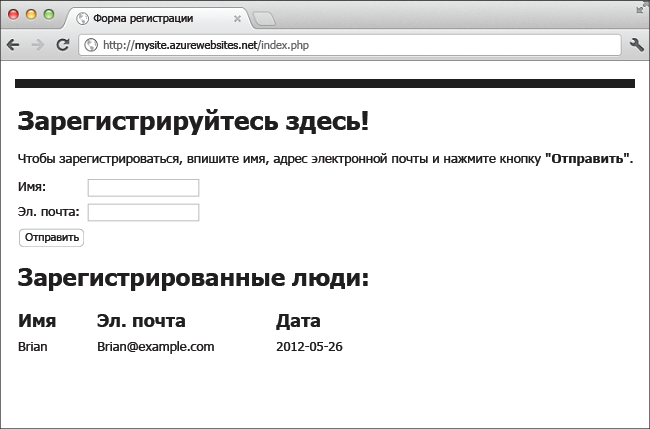 Форма регистрации
http://mysite.azurewebsites.net/index.php
Зарегистрируйтесь здесь!
Чтобы зарегистрироваться, впишите имя, адрес электронной почты и нажмите кнопку "Отправить".
Имя:
Эл. почта:
Отправить
Зарегистрированные люди:
Имя Эл. почта Дата
Brian Brian@example.com 2012-05-26